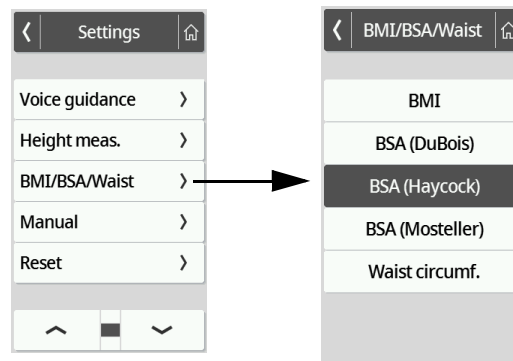 Settings
Voice guidance
Height meas.
BMI/BSA/Waist
Manual
Reset
BMI/BSA/Waist
BMI
BSA (DuBois)
BSA (Haycock)
BSA (Mosteller)
Waist circumf.